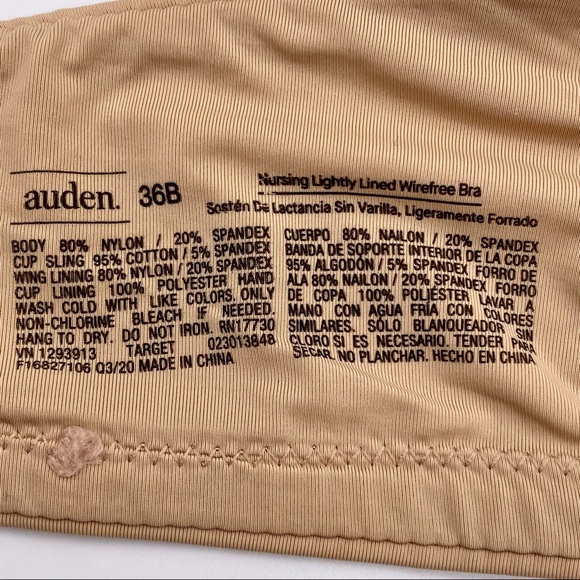 auden. 36B
Nursing Lightly Lined Wirefree Bra
Sostén De Lactancia Sin Varilla, Ligeramente Forrado
BODY 80% NYLON / 20% SPANDEX
CUP SLING 95% COTTON / 5% SPANDEX
WING LINING 80% NYLON / 20% SPANDEX
CUP LINING 100% POLYESTER HAND
WASH COLD WITH LIKE COLORS. ONLY
NON-CHLORINE BLEACH IF NEEDED.
HANG TO DRY. DO NOT IRON. RN17730
VN 1293913 TARGET 023013848
F16827106 Q3/20 MADE IN CHINA
CUERPO 80% NAILON / 20% SPANDEX
BANDA DE SOPORTE INTERIOR DE LA COPA
95% ALGODÓN / 5% SPANDEX FORRO DE
ALA 80% NAILON / 20% SPANDEX FORRO
DE COPA 100% POLIÉSTER LAVAR A
MANO CON AGUA FRÍA CON COLORES
SIMILARES. SÓLO BLANQUEADOR SIN
CLORO SI ES NECESARIO. TENDER PARA
SECAR. NO PLANCHAR. HECHO EN CHINA